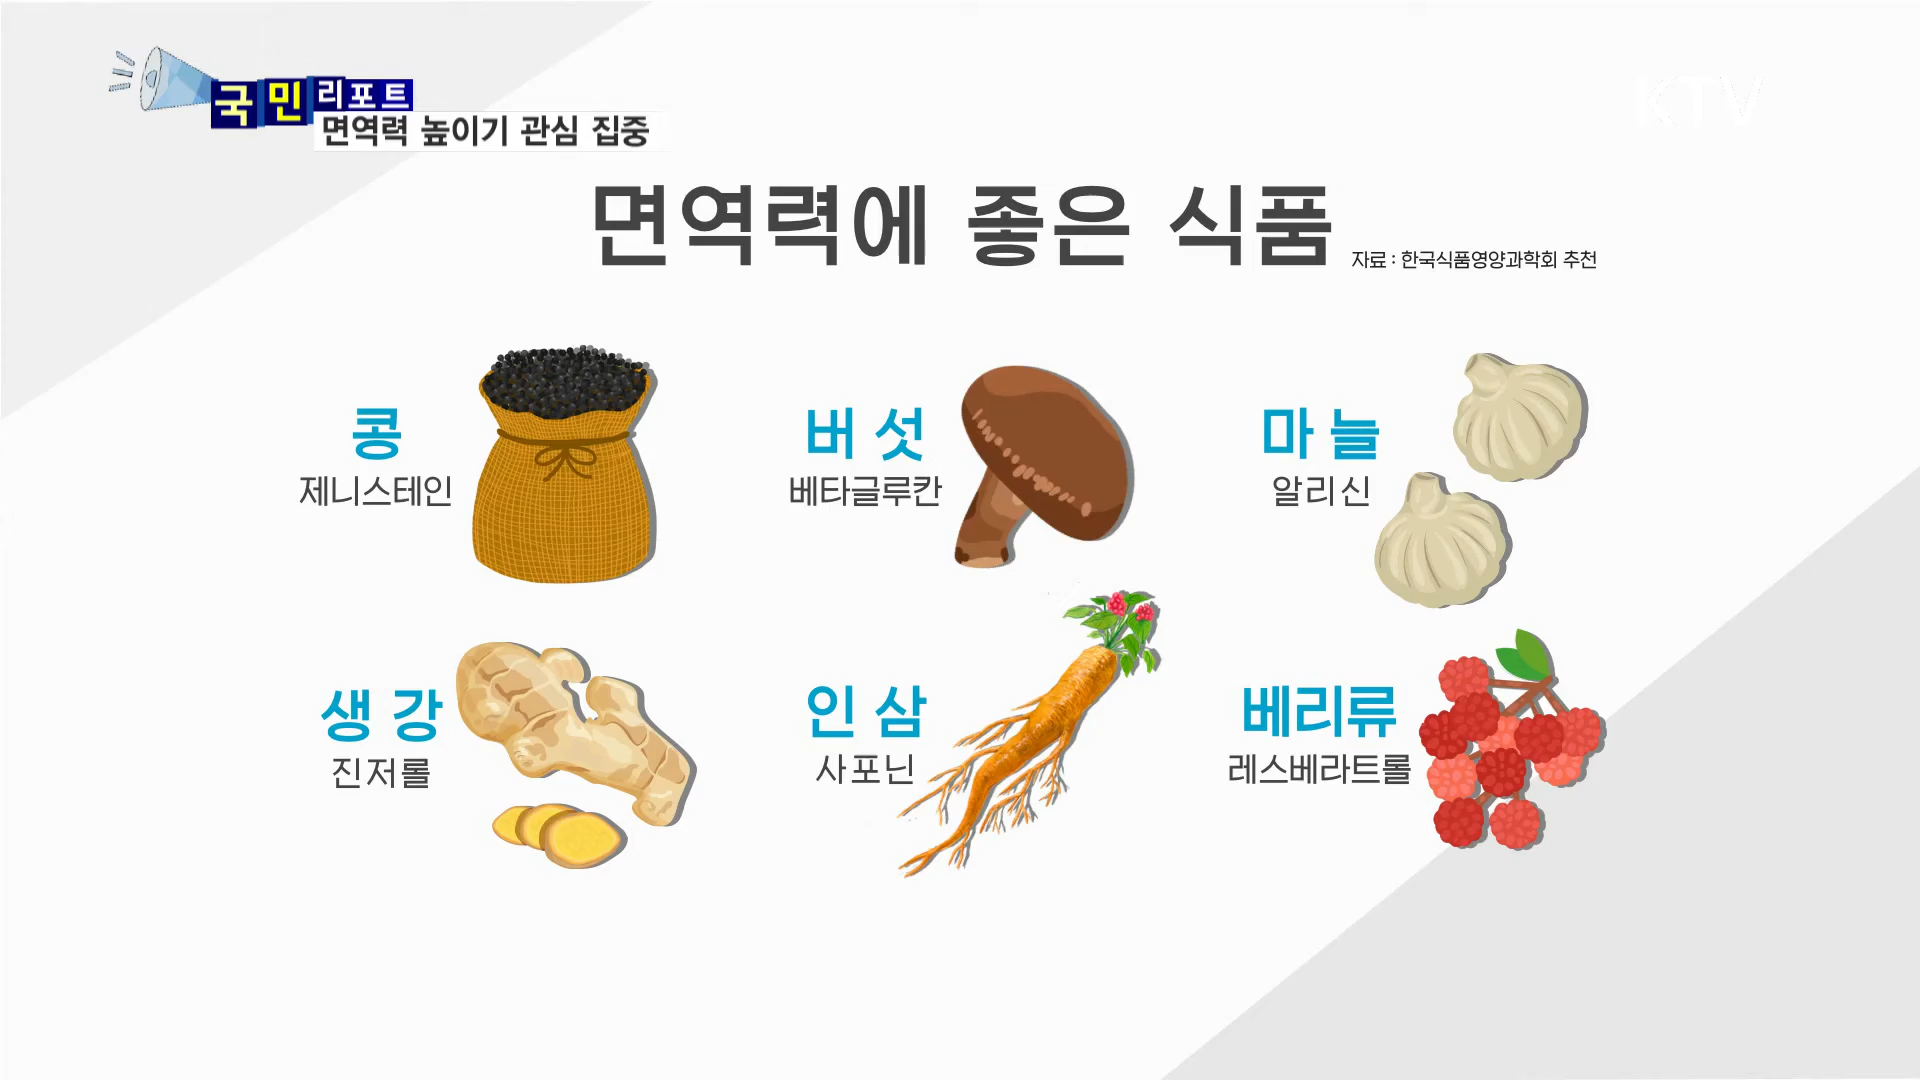 국민리포트
KTV
면역력 높이기 관심 집중
면역력에 좋은 식품
자료 : 한국식품영양과학회 추천
콩
제니스테인
버섯
베타글루칸
마늘
알리신
생강
진저롤
인삼
사포닌
베리류
레스베라트롤